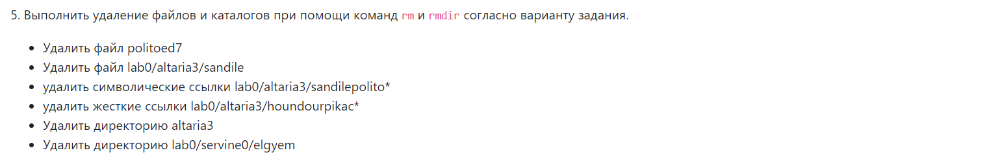 5. Выполнить удаление файлов и каталогов при помощи команд rm и rmdir согласно варианту задания.
• Удалить файл politoed7
• Удалить файл lab0/altaria3/sandile
• удалить символические ссылки lab0/altaria3/sandilepolito*
• удалить жесткие ссылки lab0/altaria3/houndourpikac*
• Удалить директорию altaria3
• Удалить директорию lab0/servine0/elgyem